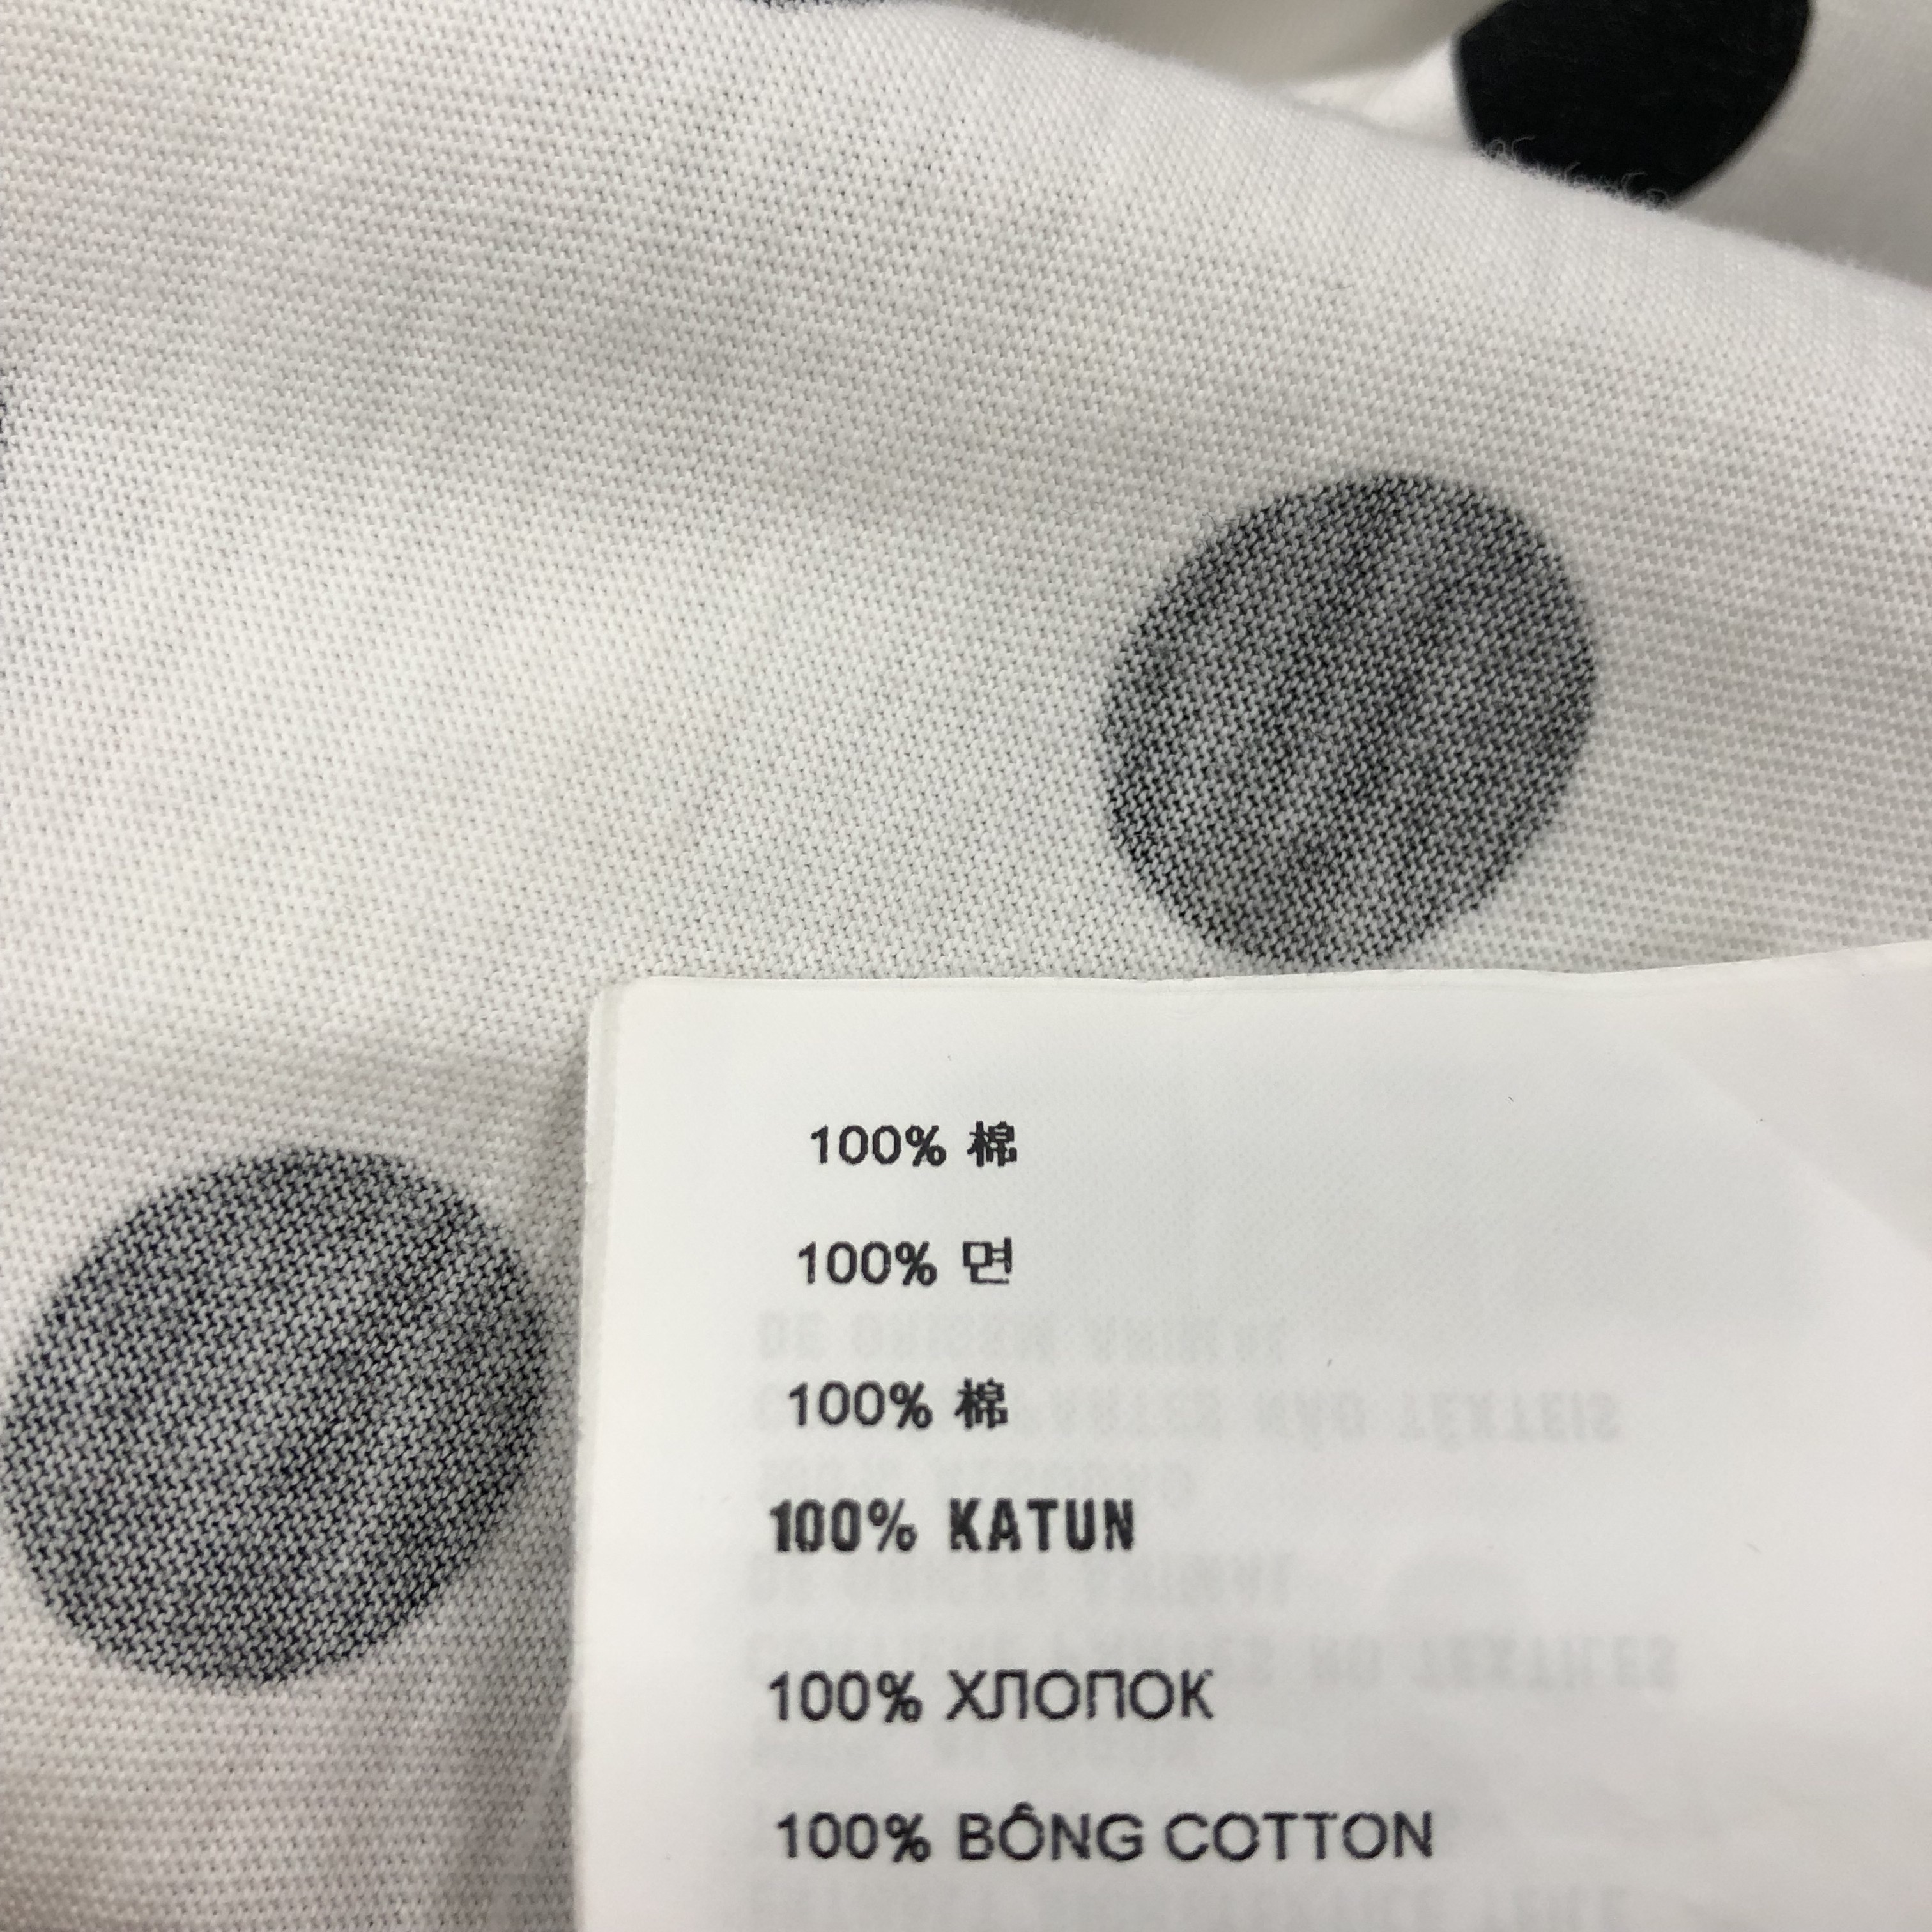 100% 棉
100% 면
100% 棉
100% KATUN
100% ХЛОПОК
100% BÔNG COTTON